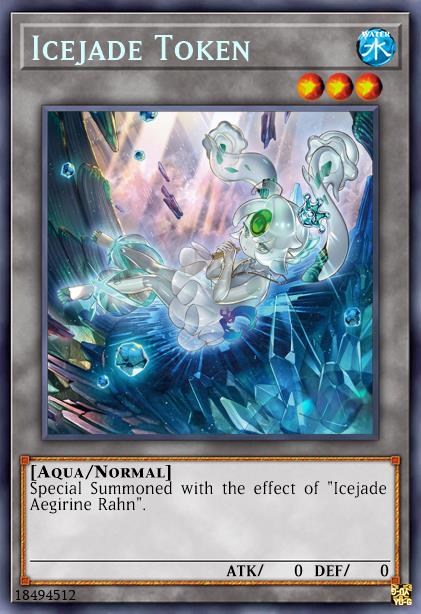 Icejade Token
WATER
水
[Aqua/Normal]
Special Summoned with the effect of "Icejade
Aegirine Rahn".
ATK/ 0 DEF/ 0
18494512